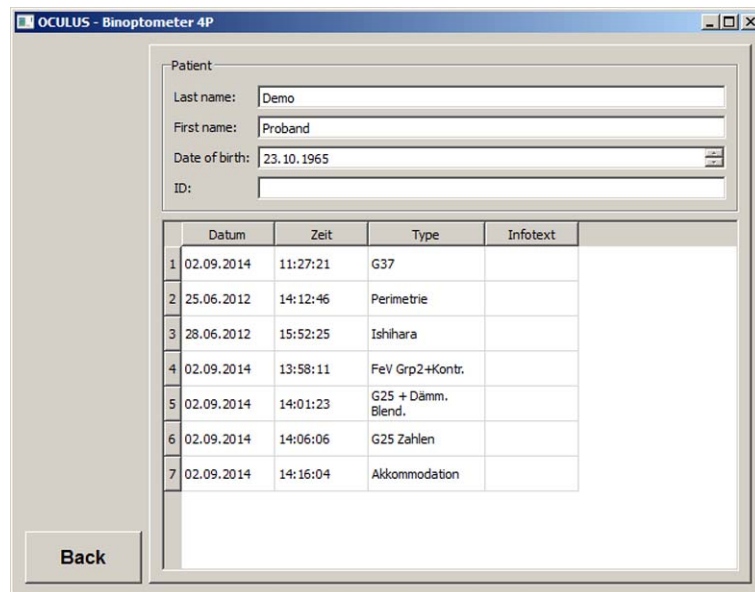 OCULUS - Binoptometer 4P
Patient
Last name: Demo
First name: Proband
Date of birth: 23.10.1965
ID:
Datum Zeit Type Infotext
1 02.09.2014 11:27:21 G37
2 25.06.2012 14:12:46 Perimetrie
3 28.06.2012 15:52:25 Ishihara
4 02.09.2014 13:58:11 FeV Grp2+Kontr.
5 02.09.2014 14:01:23 G25 + Dämm.
Blend.
6 02.09.2014 14:06:06 G25 Zahlen
7 02.09.2014 14:16:04 Akkommodation
Back